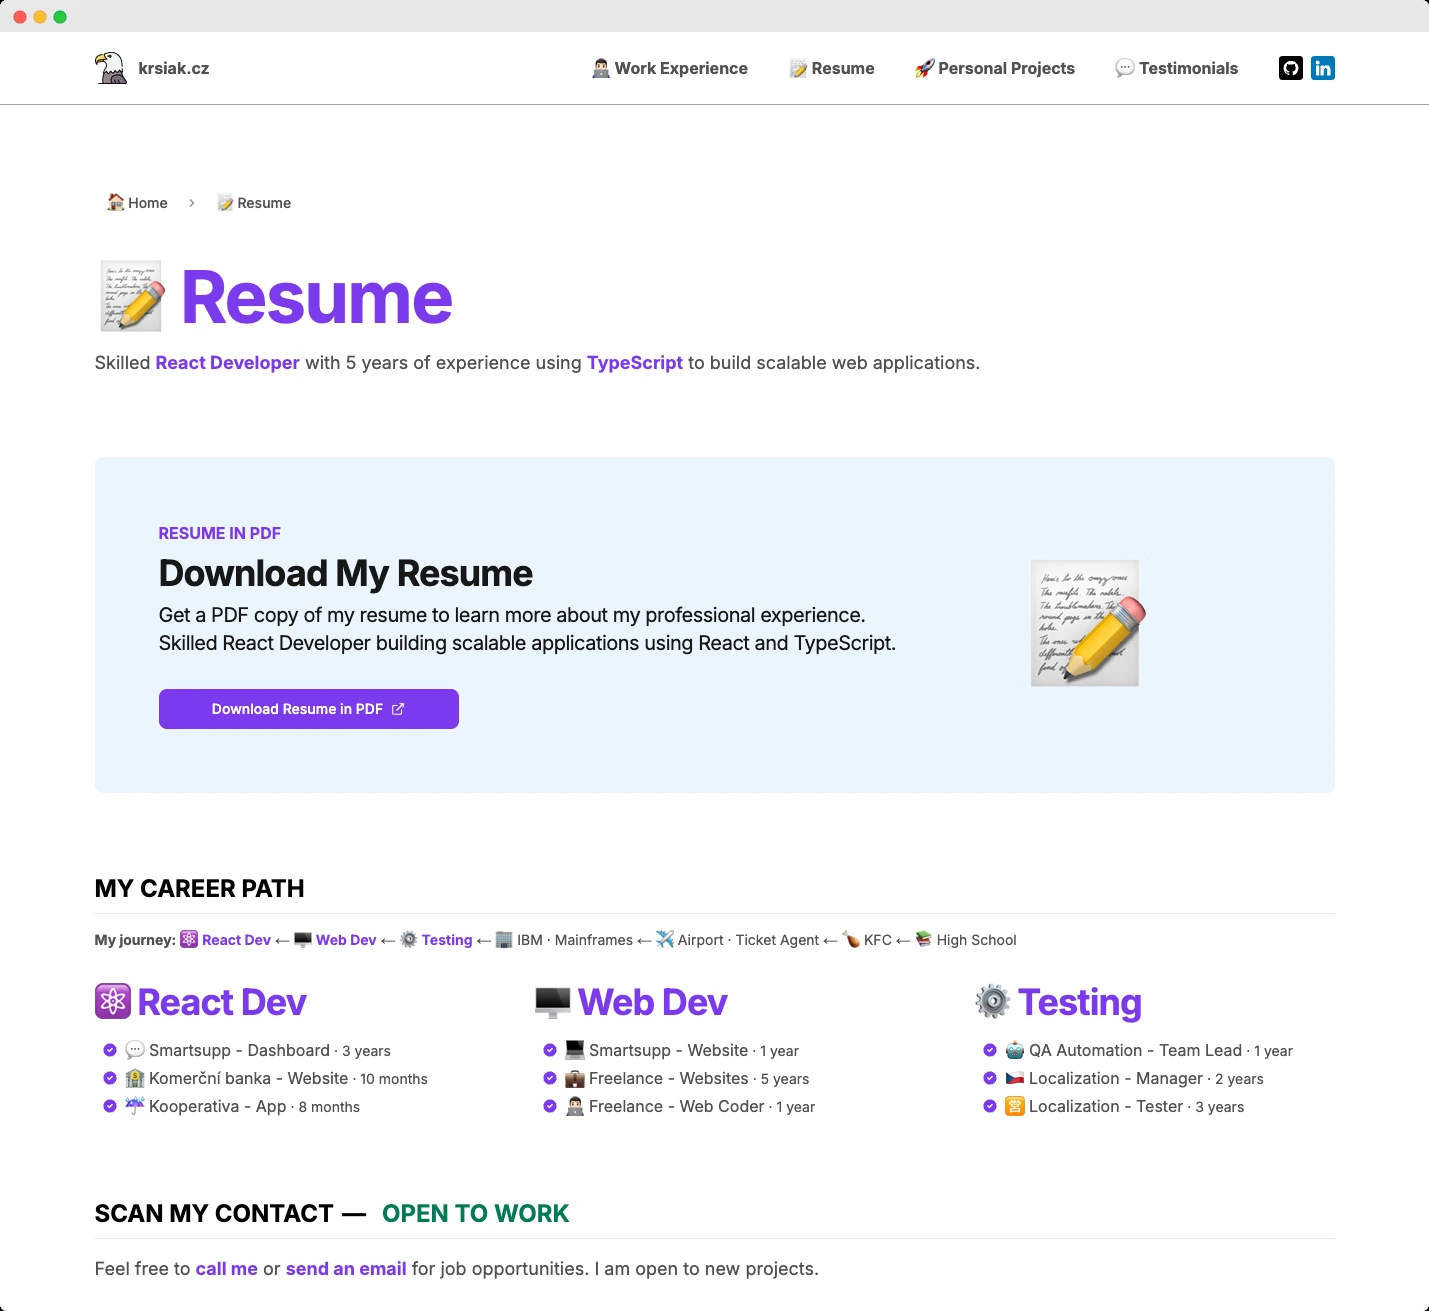 krsiak.cz
Work Experience
Resume
Personal Projects
Testimonials
in
Home
Resume
Resume
Skilled React Developer with 5 years of experience using TypeScript to build scalable web applications.
RESUME IN PDF
Download My Resume
Get a PDF copy of my resume to learn more about my professional experience.
Skilled React Developer building scalable applications using React and TypeScript.
Download Resume in PDF
MY CAREER PATH
My journey: React Dev ← Web Dev ← Testing ← IBM · Mainframes ← Airport · Ticket Agent ← KFC ← High School
React Dev
Smartsupp - Dashboard · 3 years
Komerční banka - Website · 10 months
Kooperativa - App · 8 months
Web Dev
Smartsupp - Website · 1 year
Freelance - Websites · 5 years
Freelance - Web Coder · 1 year
Testing
QA Automation - Team Lead · 1 year
Localization - Manager · 2 years
営 Localization - Tester · 3 years
SCAN MY CONTACT — OPEN TO WORK
Feel free to call me or send an email for job opportunities. I am open to new projects.